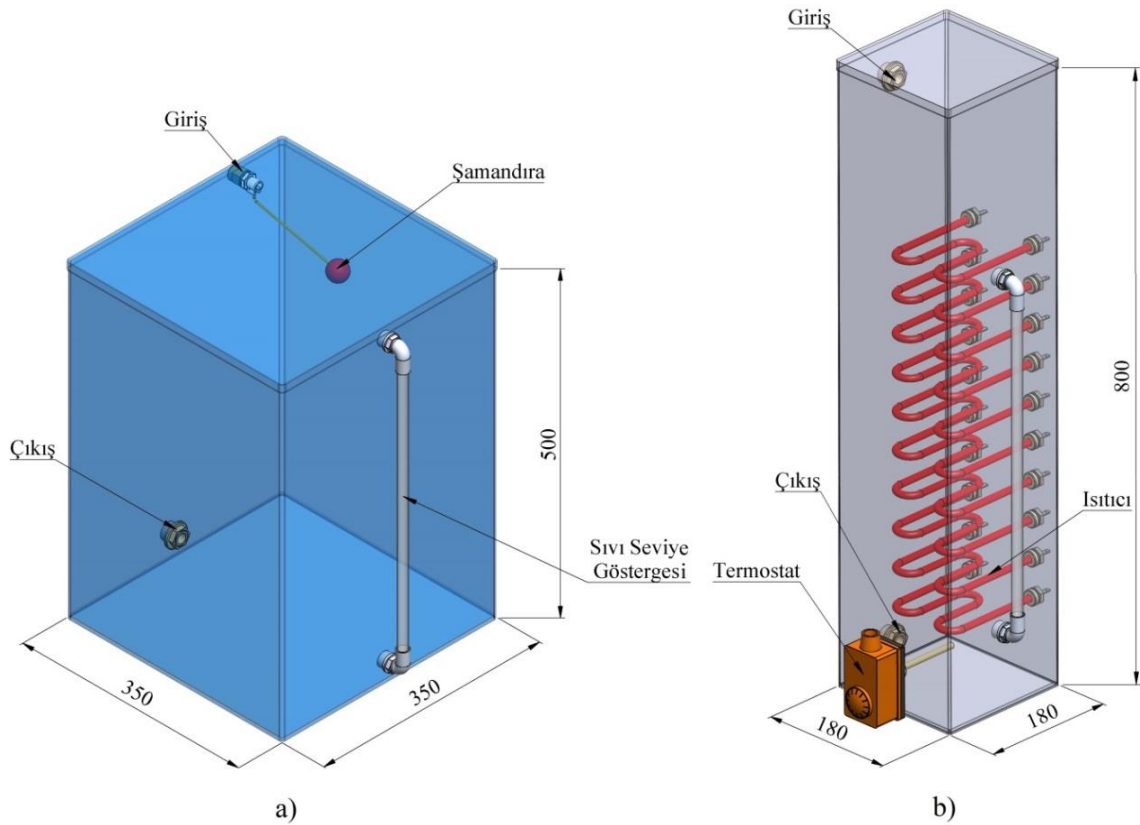 Giriş
Şamandıra
Çıkış
500
Sıvı Seviye
Göstergesi
350
350
a)
Giriş
800
Çıkış
Isıtıcı
Termostat
180
180
b)